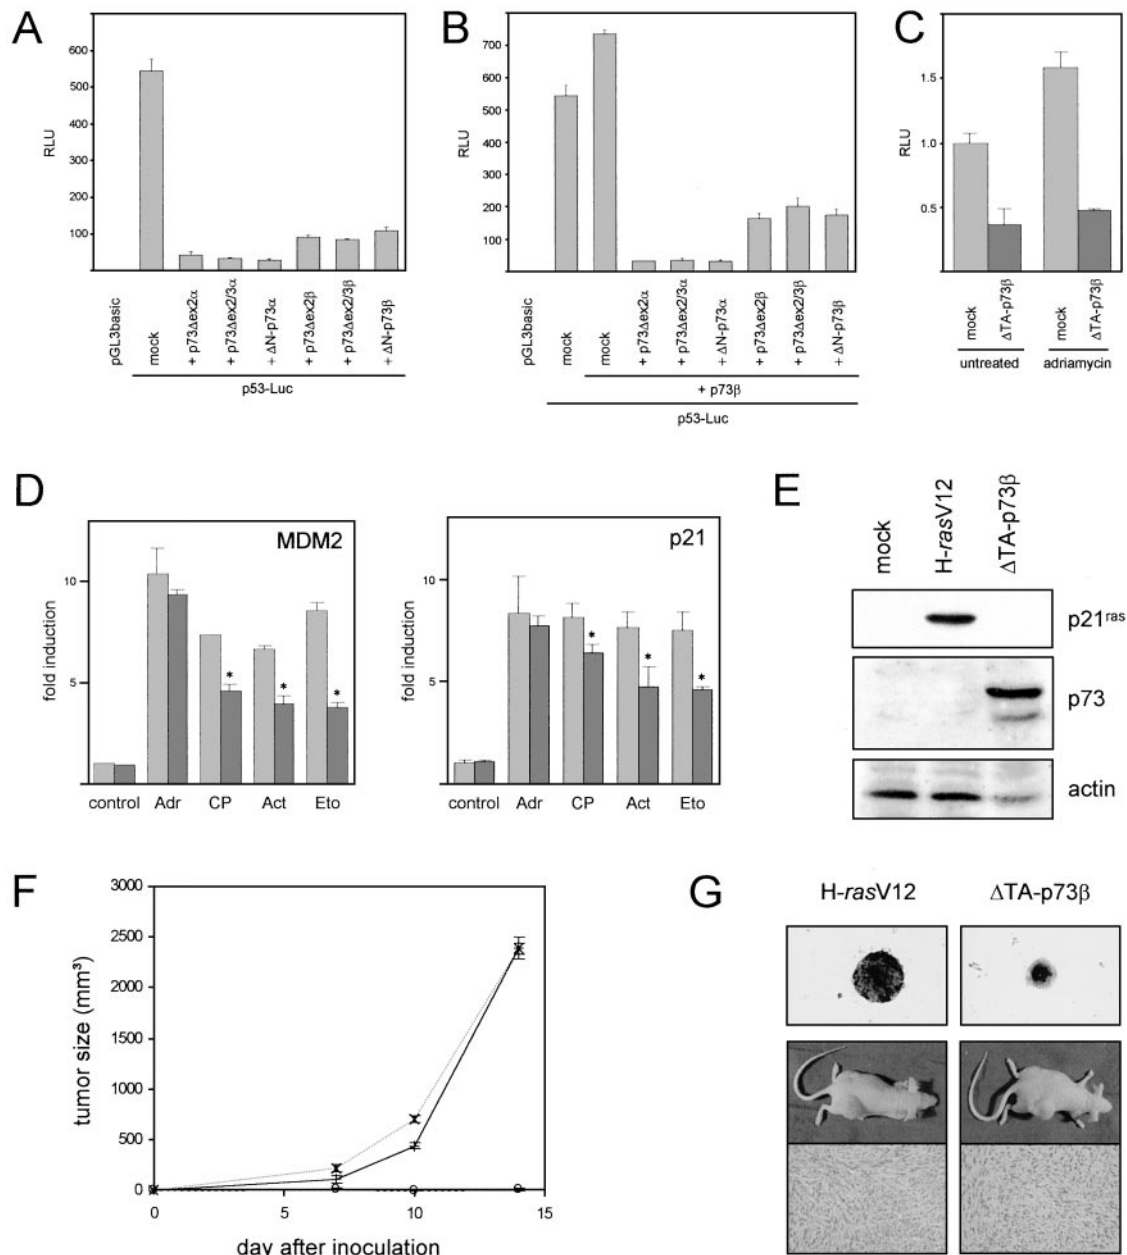 A
RLU
600
500
400
300
200
100
pGL3basic
mock
+ p73Δex2α
+ p73Δex2/3α
+ ΔN-p73α
+ p73Δex2β
+ p73Δex2/3β
+ ΔN-p73β
p53-Luc
B
RLU
700
600
500
400
300
200
100
pGL3basic
mock
mock
+ p73Δex2α
+ p73Δex2/3α
+ ΔN-p73α
+ p73Δex2β
+ p73Δex2/3β
+ ΔN-p73β
+ p73β
p53-Luc
C
RLU
1.5
1.0
0.5
mock
ΔTA-p73β
mock
ΔTA-p73β
untreated
adriamycin
D
MDM2
fold induction
10
5
* * *
control Adr CP Act Eto
p21
fold induction
10
5
* * *
control Adr CP Act Eto
E
mock
H-rasV12
ΔTA-p73β
p21ras
p73
actin
F
tumor size (mm³)
3000
2500
2000
1500
1000
500
0
0 5 10 15
day after inoculation
G
H-rasV12 ΔTA-p73β